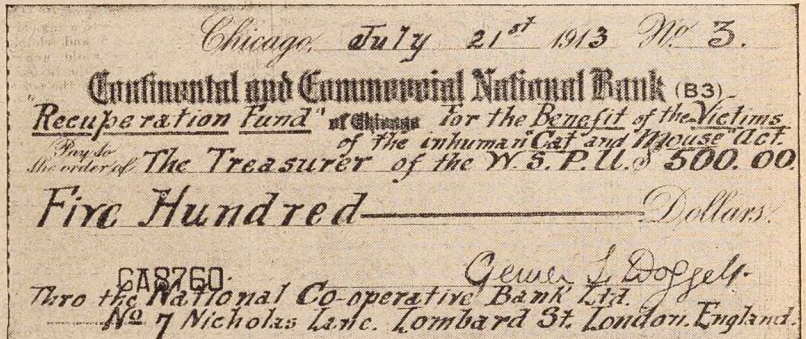 Chicago, July 21st 1913 No 3.
Continental and Commercial National Bank (B3)
"Recuperation Fund" of Chicago for the Benefit of the Victims
of the inhuman "Cat and Mouse" Act.
Pay to
the order of The Treasurer of the W.S.P.U. $ 500.00.
Five Hundred Dollars.
CA8760.
Thro the National Co-operative Bank Ltd.
No 7 Nicholas Lane. Lombard St. London. England.